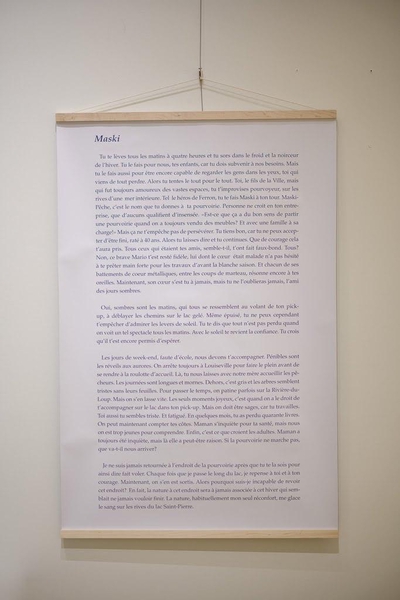 Maski
Tu te lèves tous les matins à quatre heures et tu sors dans le froid et la noirceur
de l'hiver. Tu le fais pour nous, tes enfants, car tu dois subvenir à nos besoins. Mais
tu le fais aussi pour être encore capable de regarder les gens dans les yeux, toi qui
viens de tout perdre. Alors tu tentes le tout pour le tout. Toi, le fils de la Ville, mais
qui fut toujours amoureux des vastes espaces, tu t'improvises pourvoyeur, sur les
rives d'une mer intérieure. Tel le héros de Ferron, tu le fais Maski à ton tour. Maski-
Pêche, c'est le nom que tu donnes à ta pourvoirie. Personne ne croit en ton entre-
prise, que d'aucuns qualifient d'insensée. «Est-ce que ça a du bon sens de partir
une pourvoirie quand on a toujours vendu des meubles? Et avec une famille à sa
charge!» Mais ça ne t'empêche pas de persévérer. Tu tiens bon, car tu ne peux accep-
ter d'être fini, raté à 40 ans. Alors tu laisses dire et tu continues. Que de courage cela
t'aura pris. Tous ceux qui étaient tes amis, semble-t-il, t'ont fait faux-bond. Tous?
Non, ce brave Mario t'est resté fidèle, lui dont le cœur était malade n'a pas hésité
à te prêter main forte pour les travaux d'avant la blanche saison. Et chacun de ses
battements de cœur métalliques, entre les coups de marteau, résonne encore à tes
oreilles. Maintenant, son cœur s'est tu à jamais, mais tu ne l'oublieras jamais, l'ami
des jours sombres.
Oui, sombres sont les matins, qui tous se ressemblent au volant de ton pick-
up, à déblayer les chemins sur le lac gelé. Même épuisé, tu ne peux cependant
t'empêcher d'admirer les levers de soleil. Tu te dis que tout n'est pas perdu quand
on voit un tel spectacle tous les matins. Avec le soleil te revient la confiance. Tu crois
qu'il t'est encore permis d'espérer.
Les jours de week-end, faute d'école, nous devons t'accompagner. Pénibles sont
les réveils aux aurores. On arrête toujours à Louiseville pour faire le plein avant de
se rendre à la roulotte d'accueil. Là, tu nous laisses avec notre mère accueillir les pê-
cheurs. Les journées sont longues et mornes. Dehors, c'est gris et les arbres semblent
tristes sans leurs feuilles. Pour passer le temps, on patine parfois sur la Rivière-du-
Loup. Mais on s'en lasse vite. Les seuls moments joyeux, c'est quand on a le droit de
t'accompagner sur le lac dans ton pick-up. Mais on doit être sages, car tu travailles.
Toi aussi tu sembles triste. Et fatigué. En quelques mois, tu as perdu quarante livres.
On peut maintenant compter tes côtes. Maman s'inquiète pour ta santé, mais nous
on est trop jeunes pour comprendre. Enfin, c'est ce que croient les adultes. Maman a
toujours été inquiète, mais là elle a peut-être raison. Si la pourvoirie ne marche pas,
que va-t-il nous arriver?
Je ne suis jamais retournée à l'endroit de la pourvoirie après que tu te la sois pour
ainsi dire fait voler. Chaque fois que je passe le long du lac, je repense à toi et à ton
courage. Maintenant, on s'en est sortis. Alors pourquoi suis-je incapable de revoir
cet endroit? En fait, la nature à cet endroit sera à jamais associée à cet hiver qui sem-
blait ne jamais vouloir finir. La nature, habituellement mon seul réconfort, me glace
le sang sur les rives du lac Saint-Pierre.